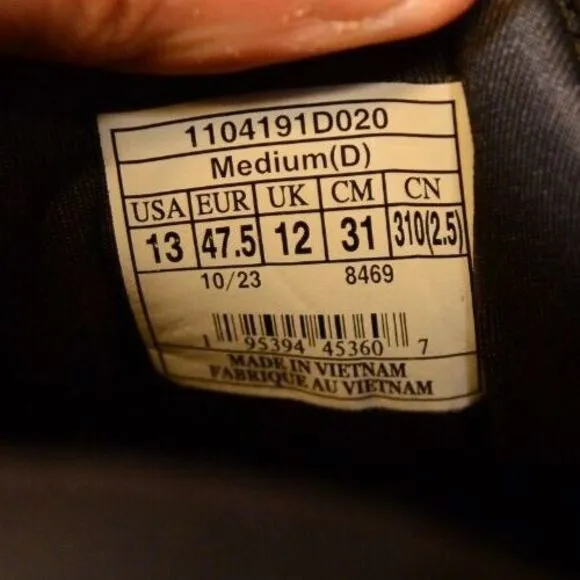 1104191D020
Medium(D)
USA EUR UK CM CN
13 47.5 12 31 310(2.5)
10/23 8469
1 95394 45360 7
MADE IN VIETNAM
FABRIQUE AU VIETNAM